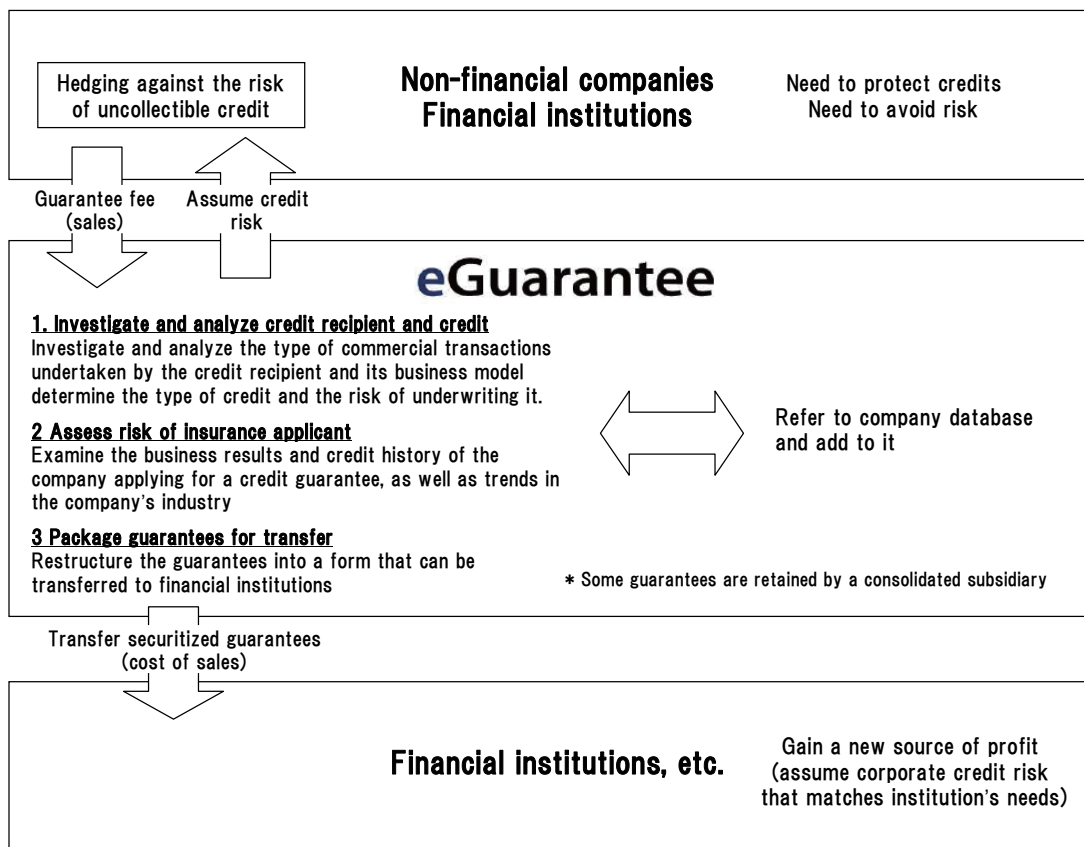 Hedging against the risk
of uncollectible credit
Non-financial companies
Financial institutions
Need to protect credits
Need to avoid risk
Guarantee fee
(sales)
Assume credit
risk
eGuarantee
1. Investigate and analyze credit recipient and credit
Investigate and analyze the type of commercial transactions
undertaken by the credit recipient and its business model
determine the type of credit and the risk of underwriting it.
2 Assess risk of insurance applicant
Examine the business results and credit history of the
company applying for a credit guarantee, as well as trends in
the company's industry
3 Package guarantees for transfer
Restructure the guarantees into a form that can be
transferred to financial institutions
Refer to company database
and add to it
* Some guarantees are retained by a consolidated subsidiary
Transfer securitized guarantees
(cost of sales)
Financial institutions, etc.
Gain a new source of profit
(assume corporate credit risk
that matches institution's needs)